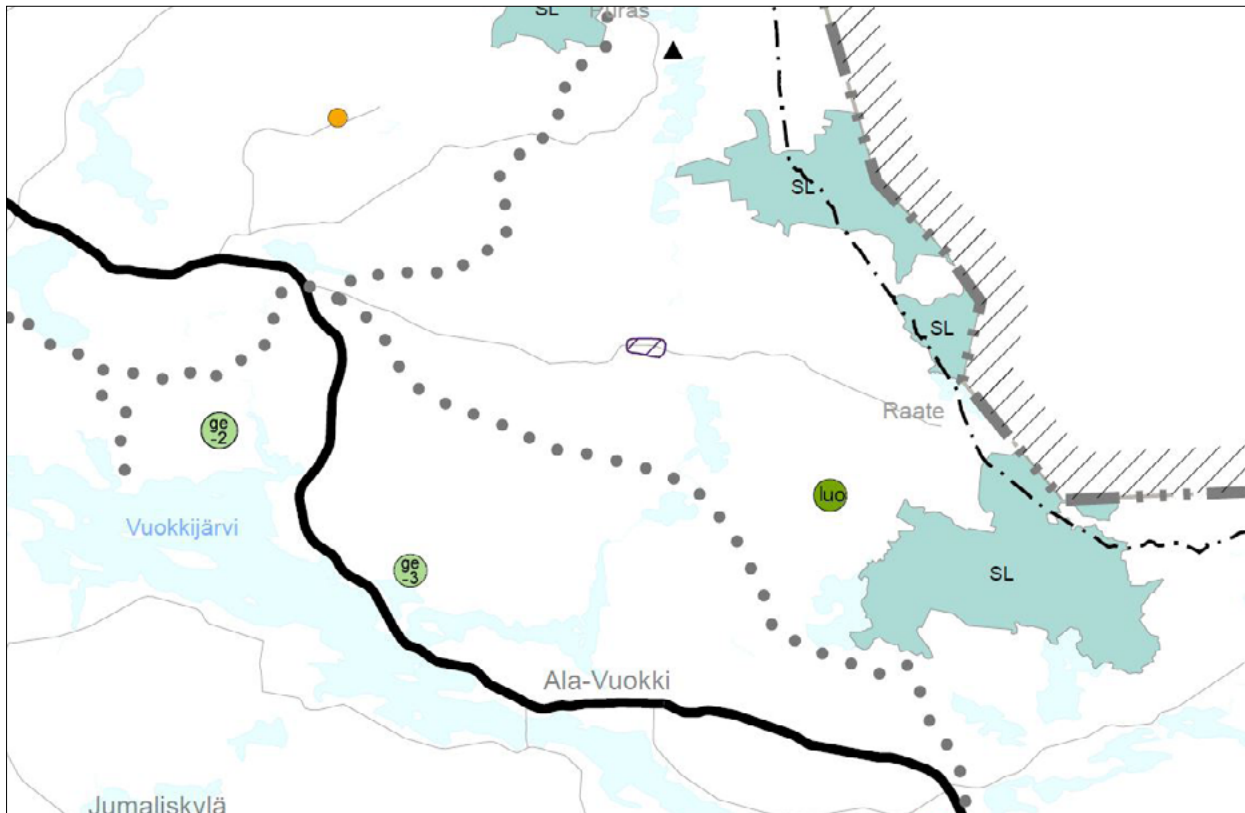 SL
Puras
SL
SL
Raate
ge
-2
luo
Vuokkijärvi
ge
-3
SL
Ala-Vuokki
Jumaliskylä